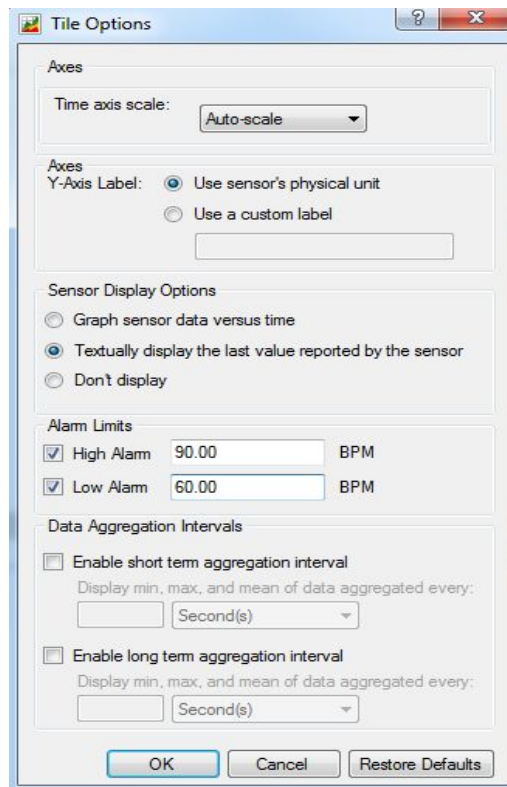 Tile Options
Axes
Time axis scale: Auto-scale
Axes
Y-Axis Label: Use sensor's physical unit
Use a custom label
Sensor Display Options
Graph sensor data versus time
Textually display the last value reported by the sensor
Don't display
Alarm Limits
High Alarm 90.00 BPM
Low Alarm 60.00 BPM
Data Aggregation Intervals
Enable short term aggregation interval
Display min, max, and mean of data aggregated every:
Second(s)
Enable long term aggregation interval
Display min, max, and mean of data aggregated every:
Second(s)
OK Cancel Restore Defaults